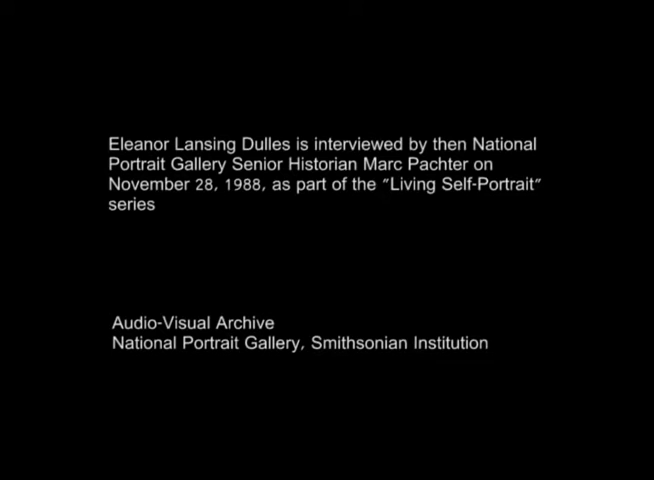 Eleanor Lansing Dulles is interviewed by then National
Portrait Gallery Senior Historian Marc Pachter on
November 28, 1988, as part of the "Living Self-Portrait"
series
Audio-Visual Archive
National Portrait Gallery, Smithsonian Institution